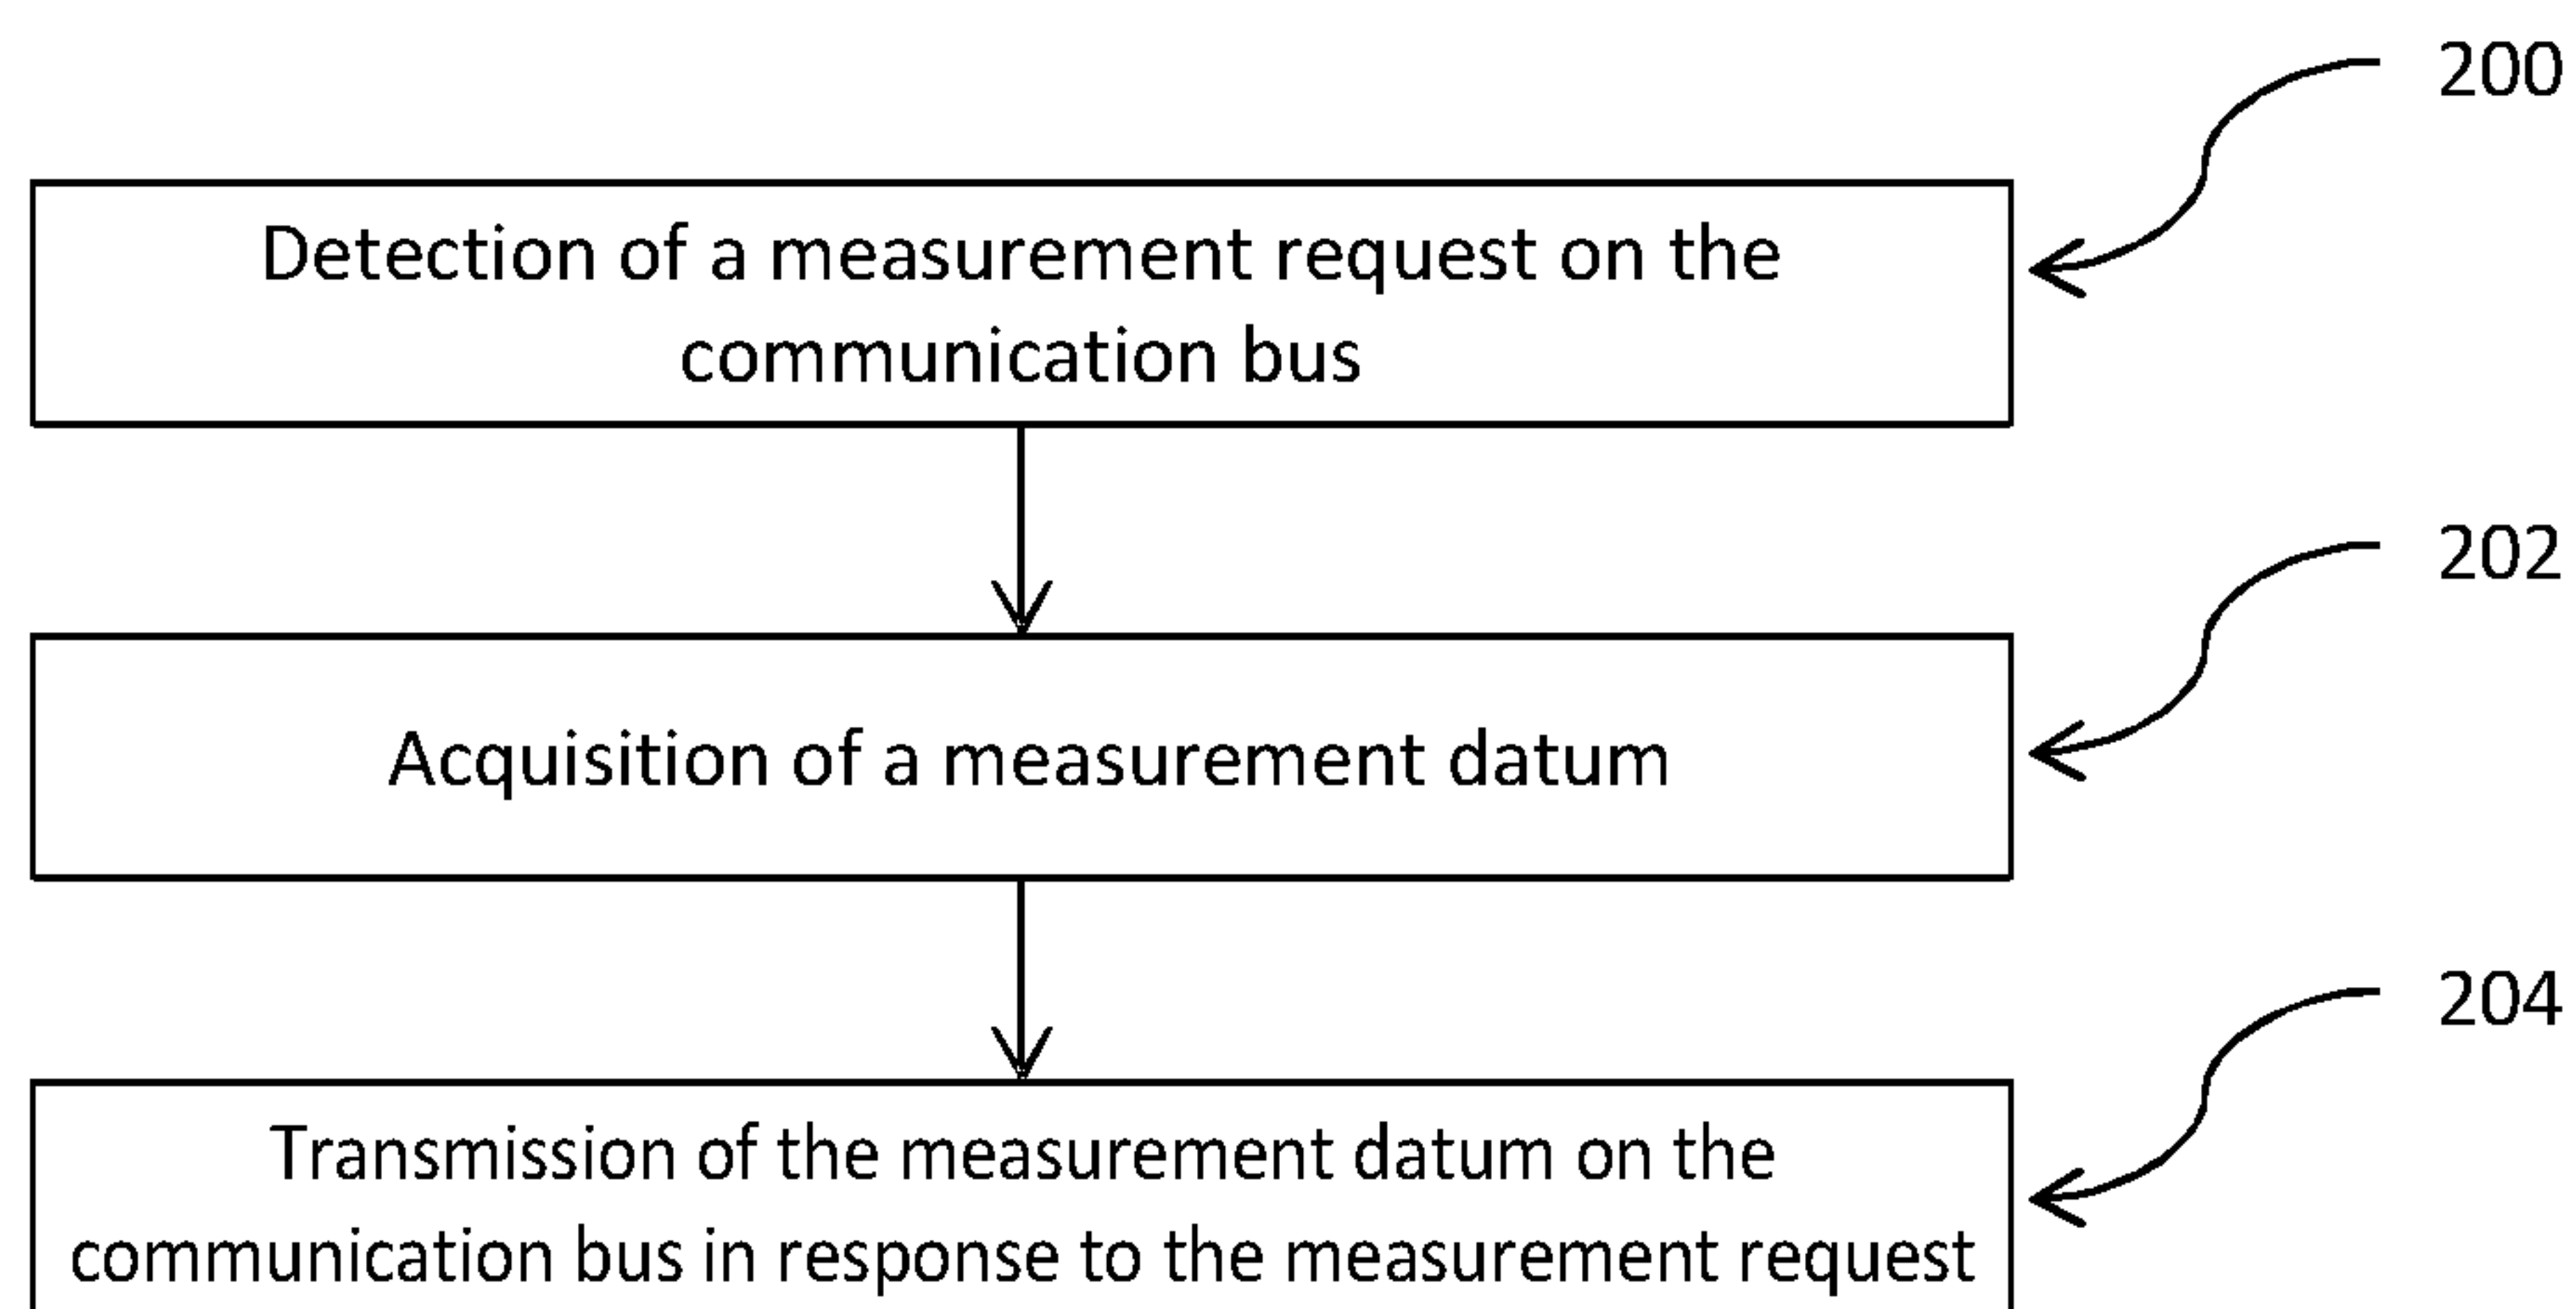 200
Detection of a measurement request on the
communication bus
202
Acquisition of a measurement datum
204
Transmission of the measurement datum on the
communication bus in response to the measurement request